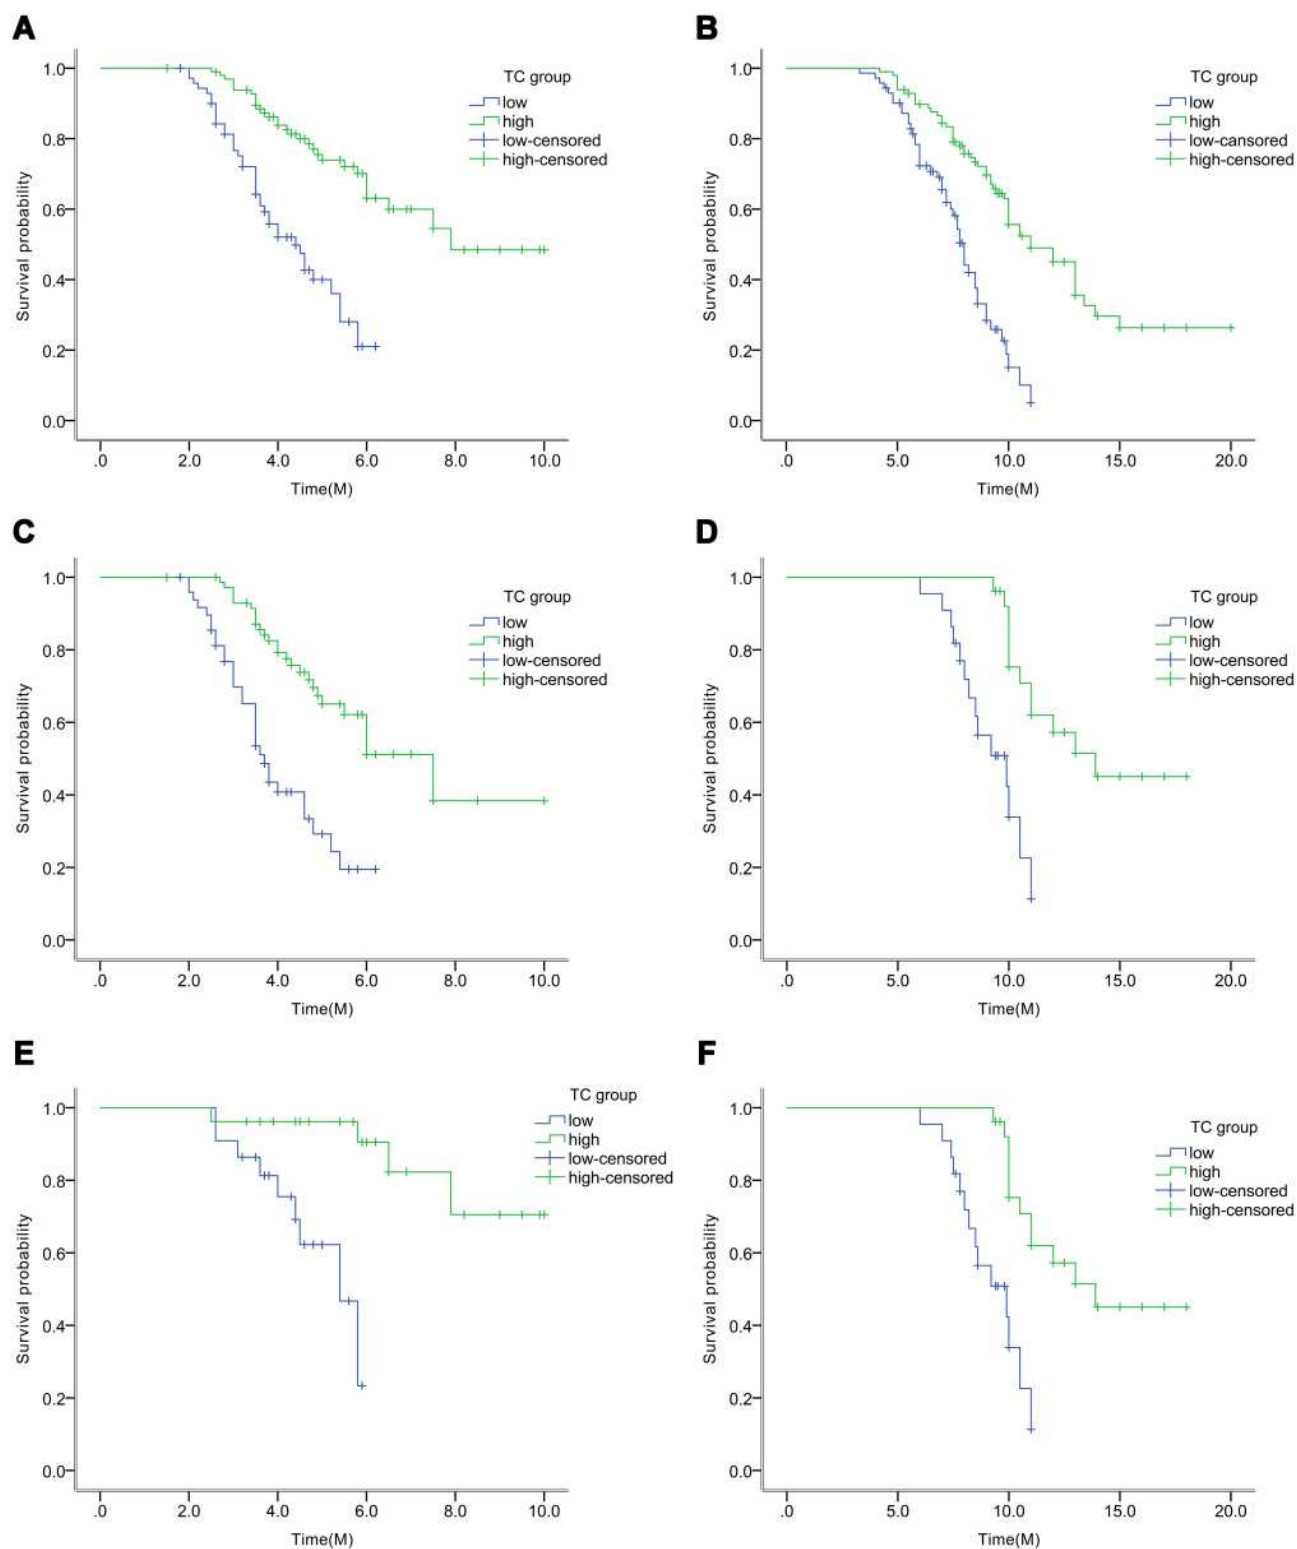 A
TC group
low
high
low-censored
high-censored
Survival probability
1.0
0.8
0.6
0.4
0.2
0.0
.0 2.0 4.0 6.0 8.0 10.0
Time(M)
B
TC group
low
high
low-cansored
high-censored
Survival probability
1.0
0.8
0.6
0.4
0.2
0.0
.0 5.0 10.0 15.0 20.0
Time(M)
C
TC group
low
high
low-censored
high-censored
Survival probability
1.0
0.8
0.6
0.4
0.2
0.0
.0 2.0 4.0 6.0 8.0 10.0
Time(M)
D
TC group
low
high
low-censored
high-censored
Survival probability
1.0
0.8
0.6
0.4
0.2
0.0
.0 5.0 10.0 15.0 20.0
Time(M)
E
TC group
low
high
low-censored
high-censored
Survival probability
1.0
0.8
0.6
0.4
0.2
0.0
.0 2.0 4.0 6.0 8.0 10.0
Time(M)
F
TC group
low
high
low-censored
high-censored
Survival probability
1.0
0.8
0.6
0.4
0.2
0.0
.0 5.0 10.0 15.0 20.0
Time(M)